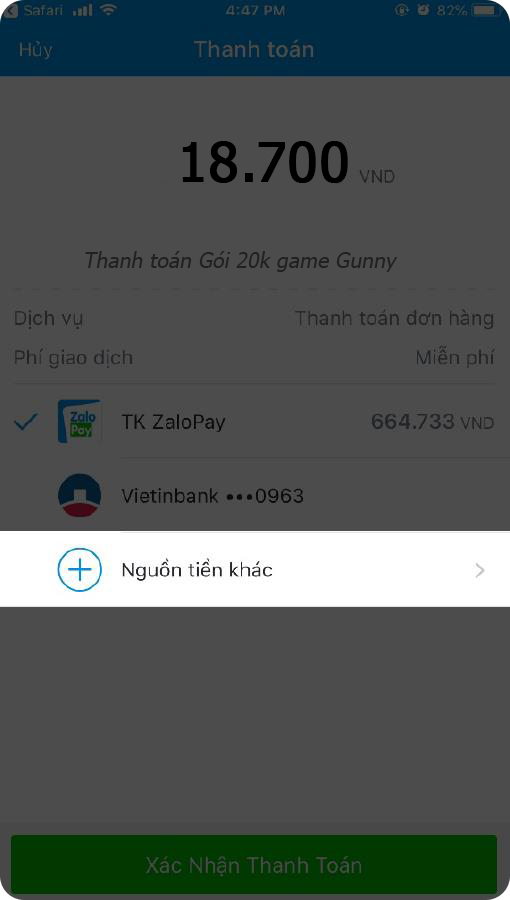 Safari 4:47 PM 82%
Hủy Thanh toán
18.700 VND
Thanh toán Gói 20k game Gunny
Dịch vụ Thanh toán đơn hàng
Phí giao dịch Miễn phí
Zalo
Pay
TK ZaloPay 664.733 VND
Vietinbank •••0963
Nguồn tiền khác
Xác Nhận Thanh Toán